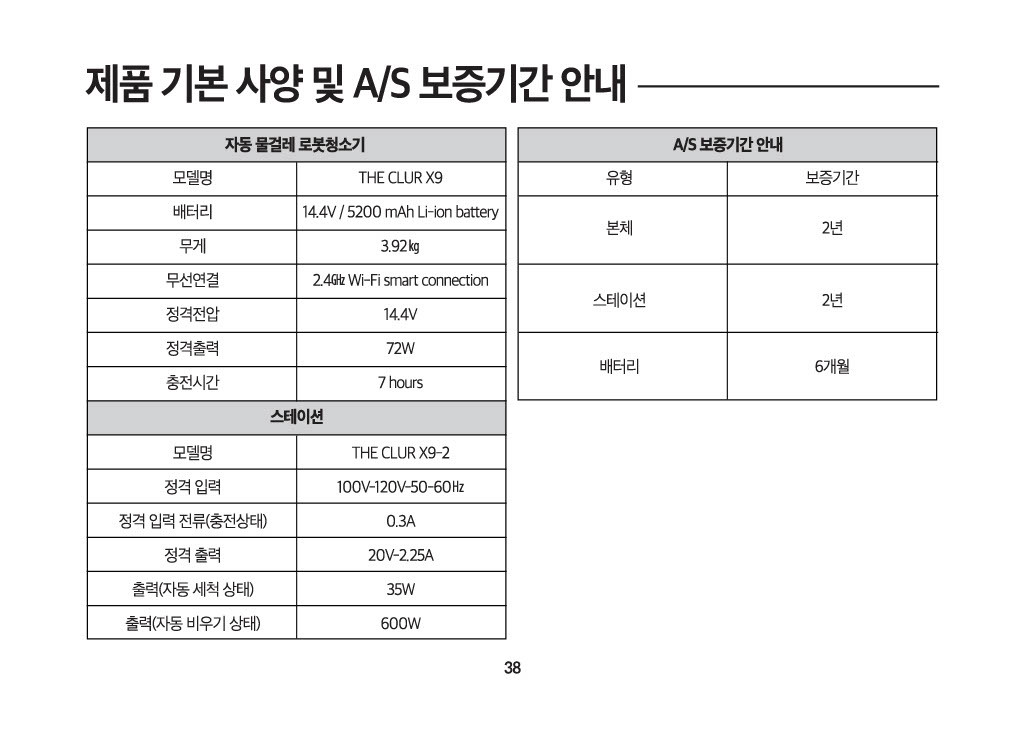 제품 기본 사양 및 A/S 보증기간 안내
자동 물걸레 로봇청소기
모델명 THE CLUR X9
배터리 14.4V / 5200 mAh Li-ion battery
무게 3.92㎏
무선연결 2.4㎓ Wi-Fi smart connection
정격전압 14.4V
정격출력 72W
충전시간 7 hours
스테이션
모델명 THE CLUR X9-2
정격 입력 100V-120V-50-60㎐
정격 입력 전류(충전상태) 0.3A
정격 출력 20V-2.25A
출력(자동 세척 상태) 35W
출력(자동 비우기 상태) 600W
A/S 보증기간 안내
유형 보증기간
본체 2년
스테이션 2년
배터리 6개월
38